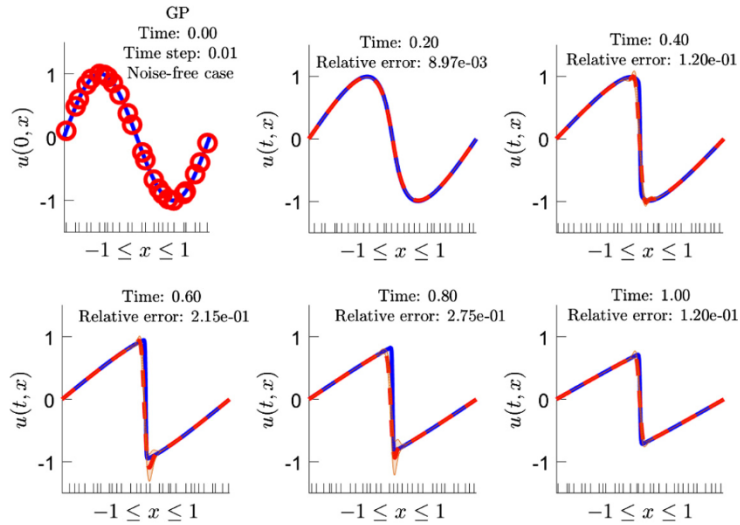 GP
Time: 0.00
Time step: 0.01
Noise-free case
1
0
-1
u(0, x)
−1 ≤ x ≤ 1
Time: 0.20
Relative error: 8.97e-03
1
0
-1
u(t, x)
−1 ≤ x ≤ 1
Time: 0.40
Relative error: 1.20e-01
1
0
-1
u(t, x)
−1 ≤ x ≤ 1
Time: 0.60
Relative error: 2.15e-01
1
0
-1
u(t, x)
−1 ≤ x ≤ 1
Time: 0.80
Relative error: 2.75e-01
1
0
-1
u(t, x)
−1 ≤ x ≤ 1
Time: 1.00
Relative error: 1.20e-01
1
0
-1
u(t, x)
−1 ≤ x ≤ 1